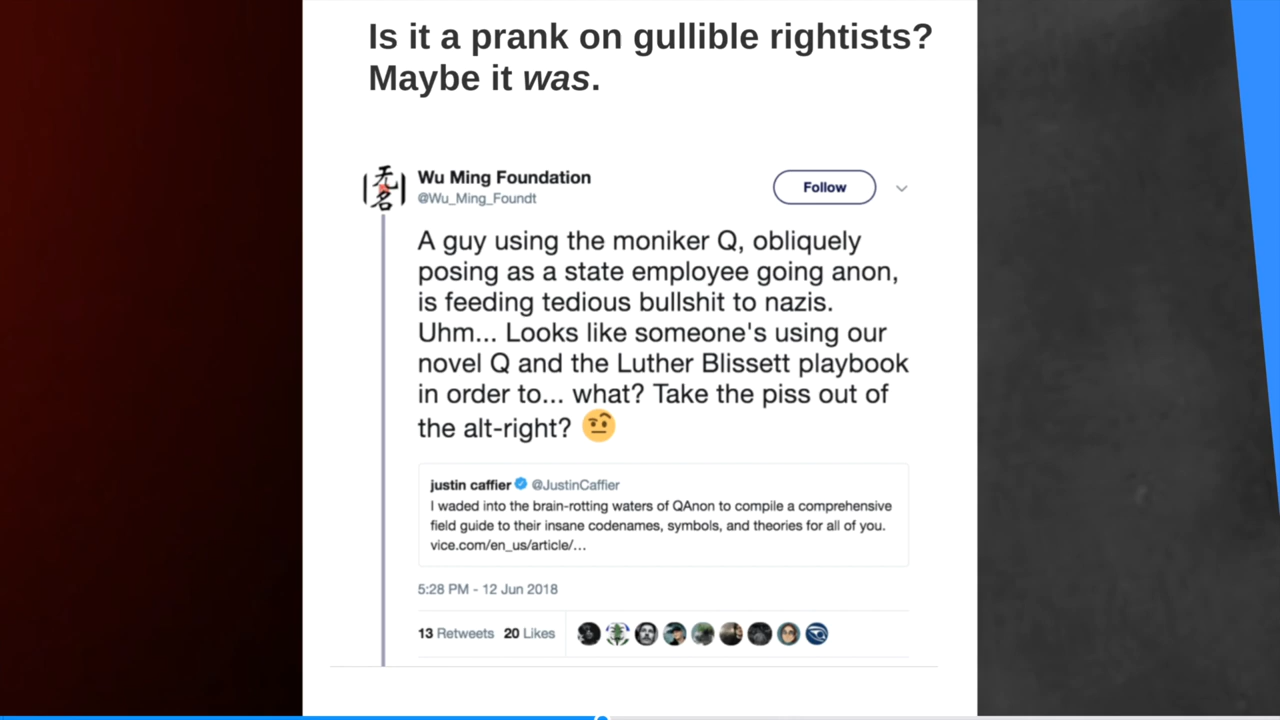 Is it a prank on gullible rightists?
Maybe it was.
无名
Wu Ming Foundation
@Wu_Ming_Foundt
Follow
A guy using the moniker Q, obliquely
posing as a state employee going anon,
is feeding tedious bullshit to nazis.
Uhm... Looks like someone's using our
novel Q and the Luther Blissett playbook
in order to... what? Take the piss out of
the alt-right? 🤨
justin caffier @JustinCaffier
I waded into the brain-rotting waters of QAnon to compile a comprehensive
field guide to their insane codenames, symbols, and theories for all of you.
vice.com/en_us/article/...
5:28 PM - 12 Jun 2018
13 Retweets 20 Likes